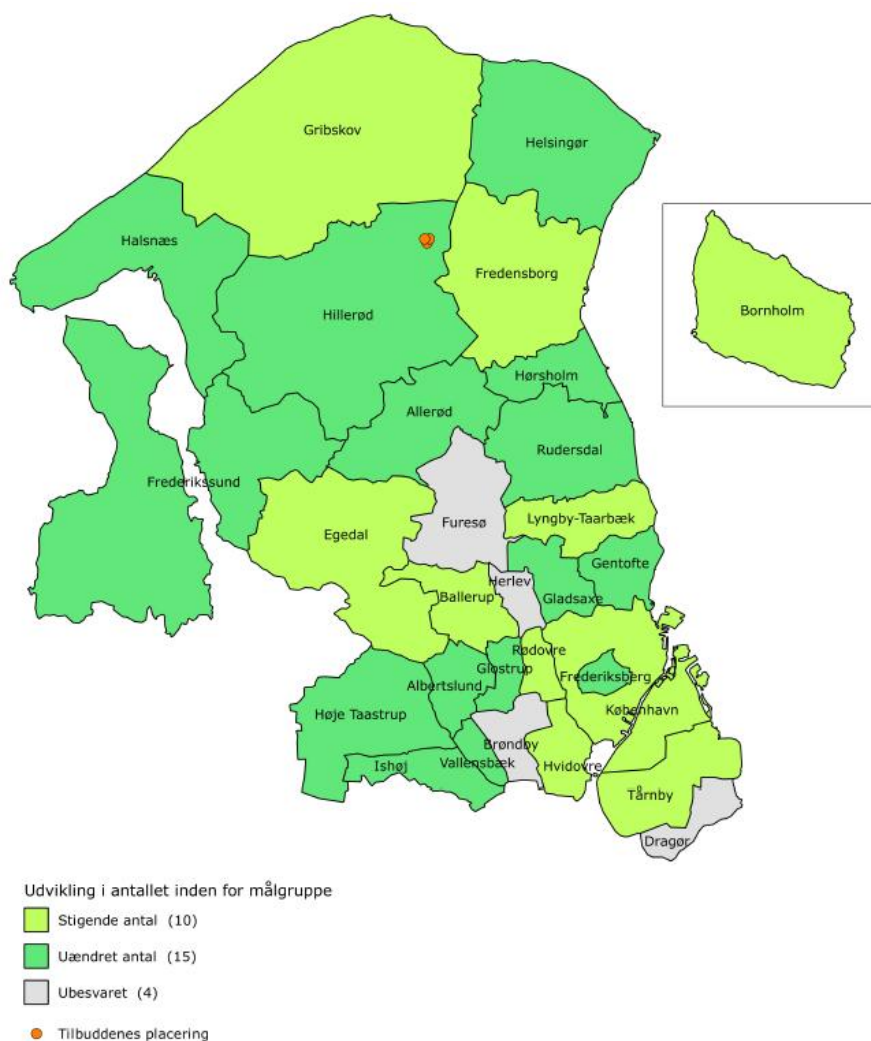 Gribskov
Helsingør
Halsnæs
Fredensborg
Bornholm
Hillerød
Hørsholm
Allerød
Rudersdal
Frederikssund
Lyngby-Taarbæk
Furesø
Egedal
Gentofte
Herlev
Ballerup
Gladsaxe
Rødovre
Glostrup
Frederiksberg
Albertslund
København
Høje Taastrup
Brøndby
Vallensbæk
Ishøj
Hvidovre
Tårnby
Dragør
Udvikling i antallet inden for målgruppe
Stigende antal (10)
Uændret antal (15)
Ubesvaret (4)
Tilbuddenes placering